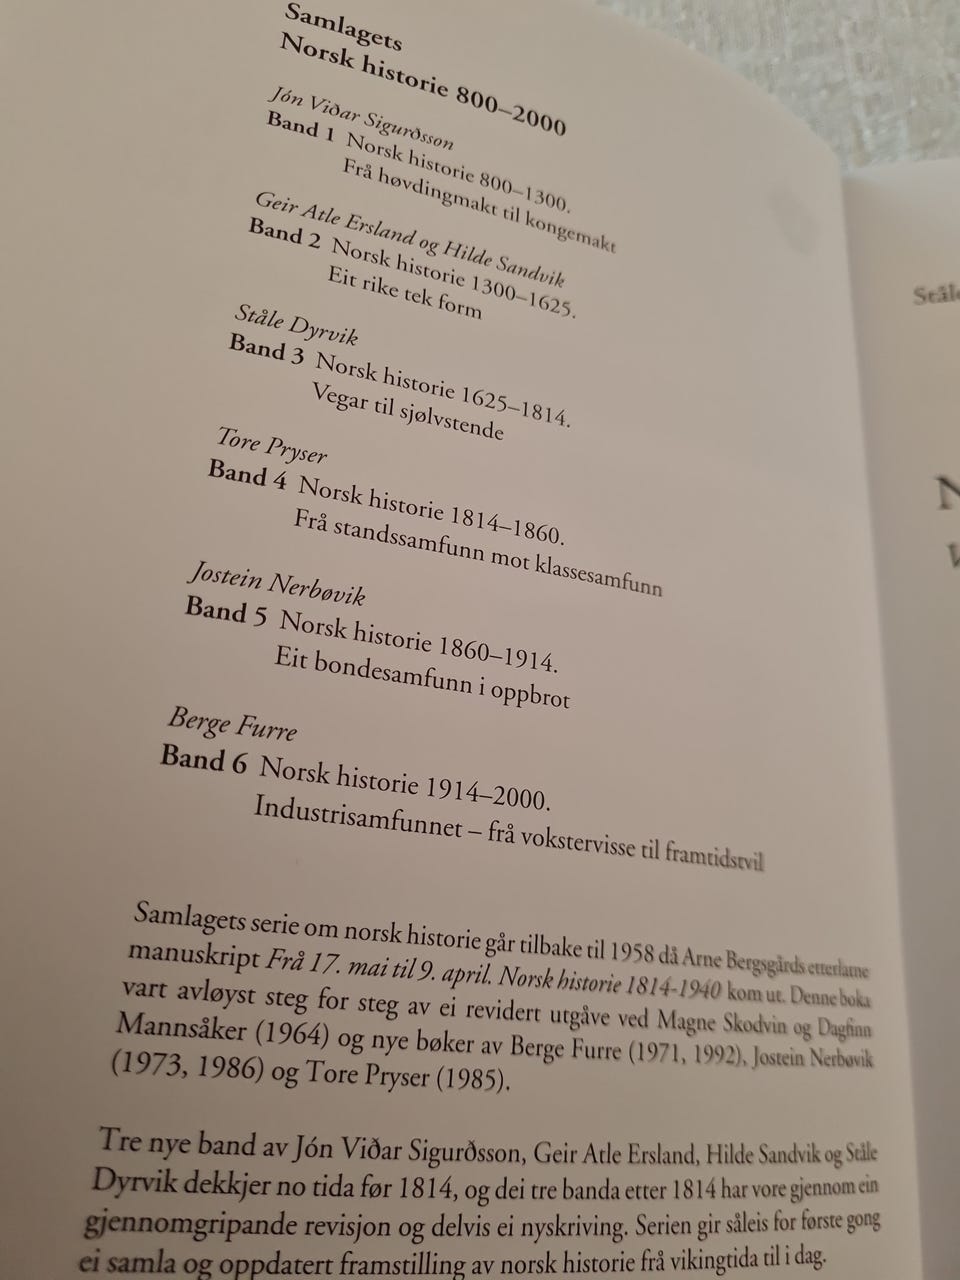 Samlagets
Norsk historie 800–2000
Jón Viðar Sigurðsson
Band 1 Norsk historie 800–1300.
Frå høvdingmakt til kongemakt
Geir Atle Ersland og Hilde Sandvik
Band 2 Norsk historie 1300–1625.
Eit rike tek form
Ståle Dyrvik
Band 3 Norsk historie 1625–1814.
Vegar til sjølvstende
Tore Pryser
Band 4 Norsk historie 1814–1860.
Frå standssamfunn mot klassesamfunn
Jostein Nerbøvik
Band 5 Norsk historie 1860–1914.
Eit bondesamfunn i oppbrot
Berge Furre
Band 6 Norsk historie 1914–2000.
Industrisamfunnet – frå vokstervisse til framtidstvil
Samlagets serie om norsk historie går tilbake til 1958 då Arne Bergsgårds etterlatne
manuskript Frå 17. mai til 9. april. Norsk historie 1814-1940 kom ut. Denne boka
vart avløyst steg for steg av ei revidert utgåve ved Magne Skodvin og Dagfinn
Mannsåker (1964) og nye bøker av Berge Furre (1971, 1992), Jostein Nerbøvik
(1973, 1986) og Tore Pryser (1985).
Tre nye band av Jón Viðar Sigurðsson, Geir Atle Ersland, Hilde Sandvik og Ståle
Dyrvik dekkjer no tida før 1814, og dei tre banda etter 1814 har vore gjennom ein
gjennomgripande revisjon og delvis ei nyskriving. Serien gir såleis for første gong
ei samla og oppdatert framstilling av norsk historie frå vikingtida til i dag.